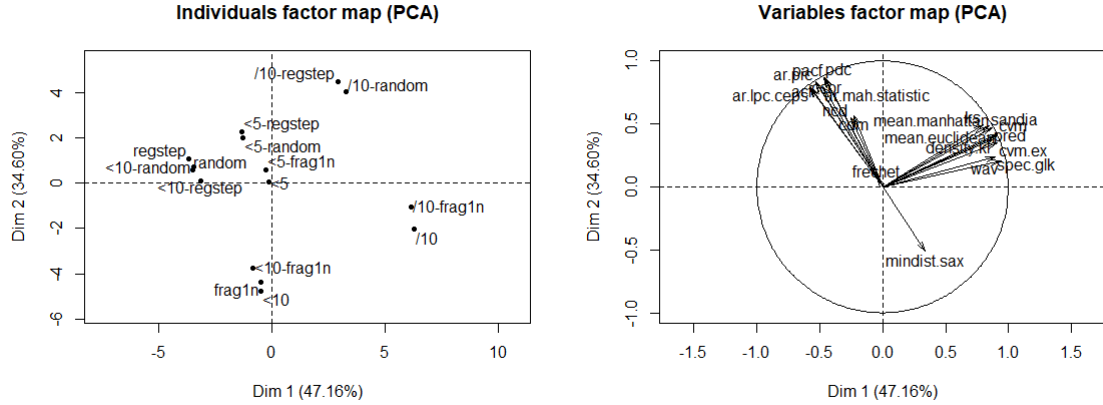 Individuals factor map (PCA)
Dim 2 (34.60%)
4
2
0
-2
-4
-6
/10-regstep
/10-random
<5-regstep
<5-random
regstep
random
<5-frag1n
<10-random
<10-regstep
<5
/10-frag1n
/10
<10-frag1n
frag1n
<10
-5
0
5
10
Dim 1 (47.16%)
Variables factor map (PCA)
Dim 2 (34.60%)
1.0
0.5
0.0
-0.5
-1.0
ar.pic
pacf
pdc
ar.lpc.ceps
ar.mah.statistic
ncd
cdm
mean.manhattan
sandia
cvm
mean.euclidean
pred
density.kl
cvm.ex
frechet
wav
spec.glk
mindist.sax
-1.5
-1.0
-0.5
0.0
0.5
1.0
1.5
Dim 1 (47.16%)